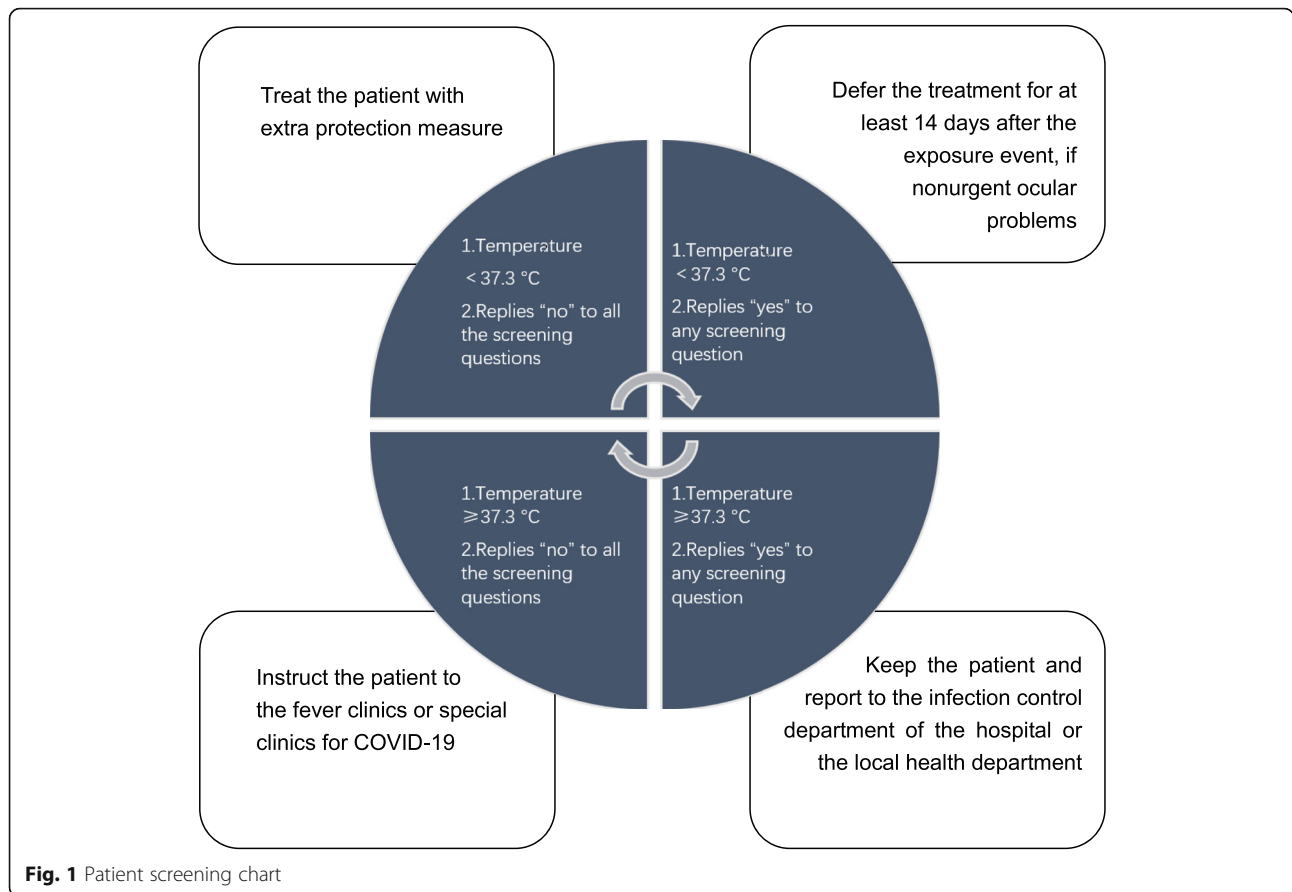 Treat the patient with
extra protection measure
Defer the treatment for at
least 14 days after the
exposure event, if
nonurgent ocular
problems
1.Temperature
<37.3 °C
2.Replies “no” to all
the screening
questions
1.Temperature
<37.3 °C
2.Replies “yes” to
any screening
question
1.Temperature
≥37.3 °C
2.Replies “no” to all
the screening
questions
1.Temperature
≥37.3 °C
2.Replies “yes” to
any screening
question
Instruct the patient to
the fever clinics or special
clinics for COVID-19
Keep the patient and
report to the infection control
department of the hospital or
the local health department
Fig. 1 Patient screening chart